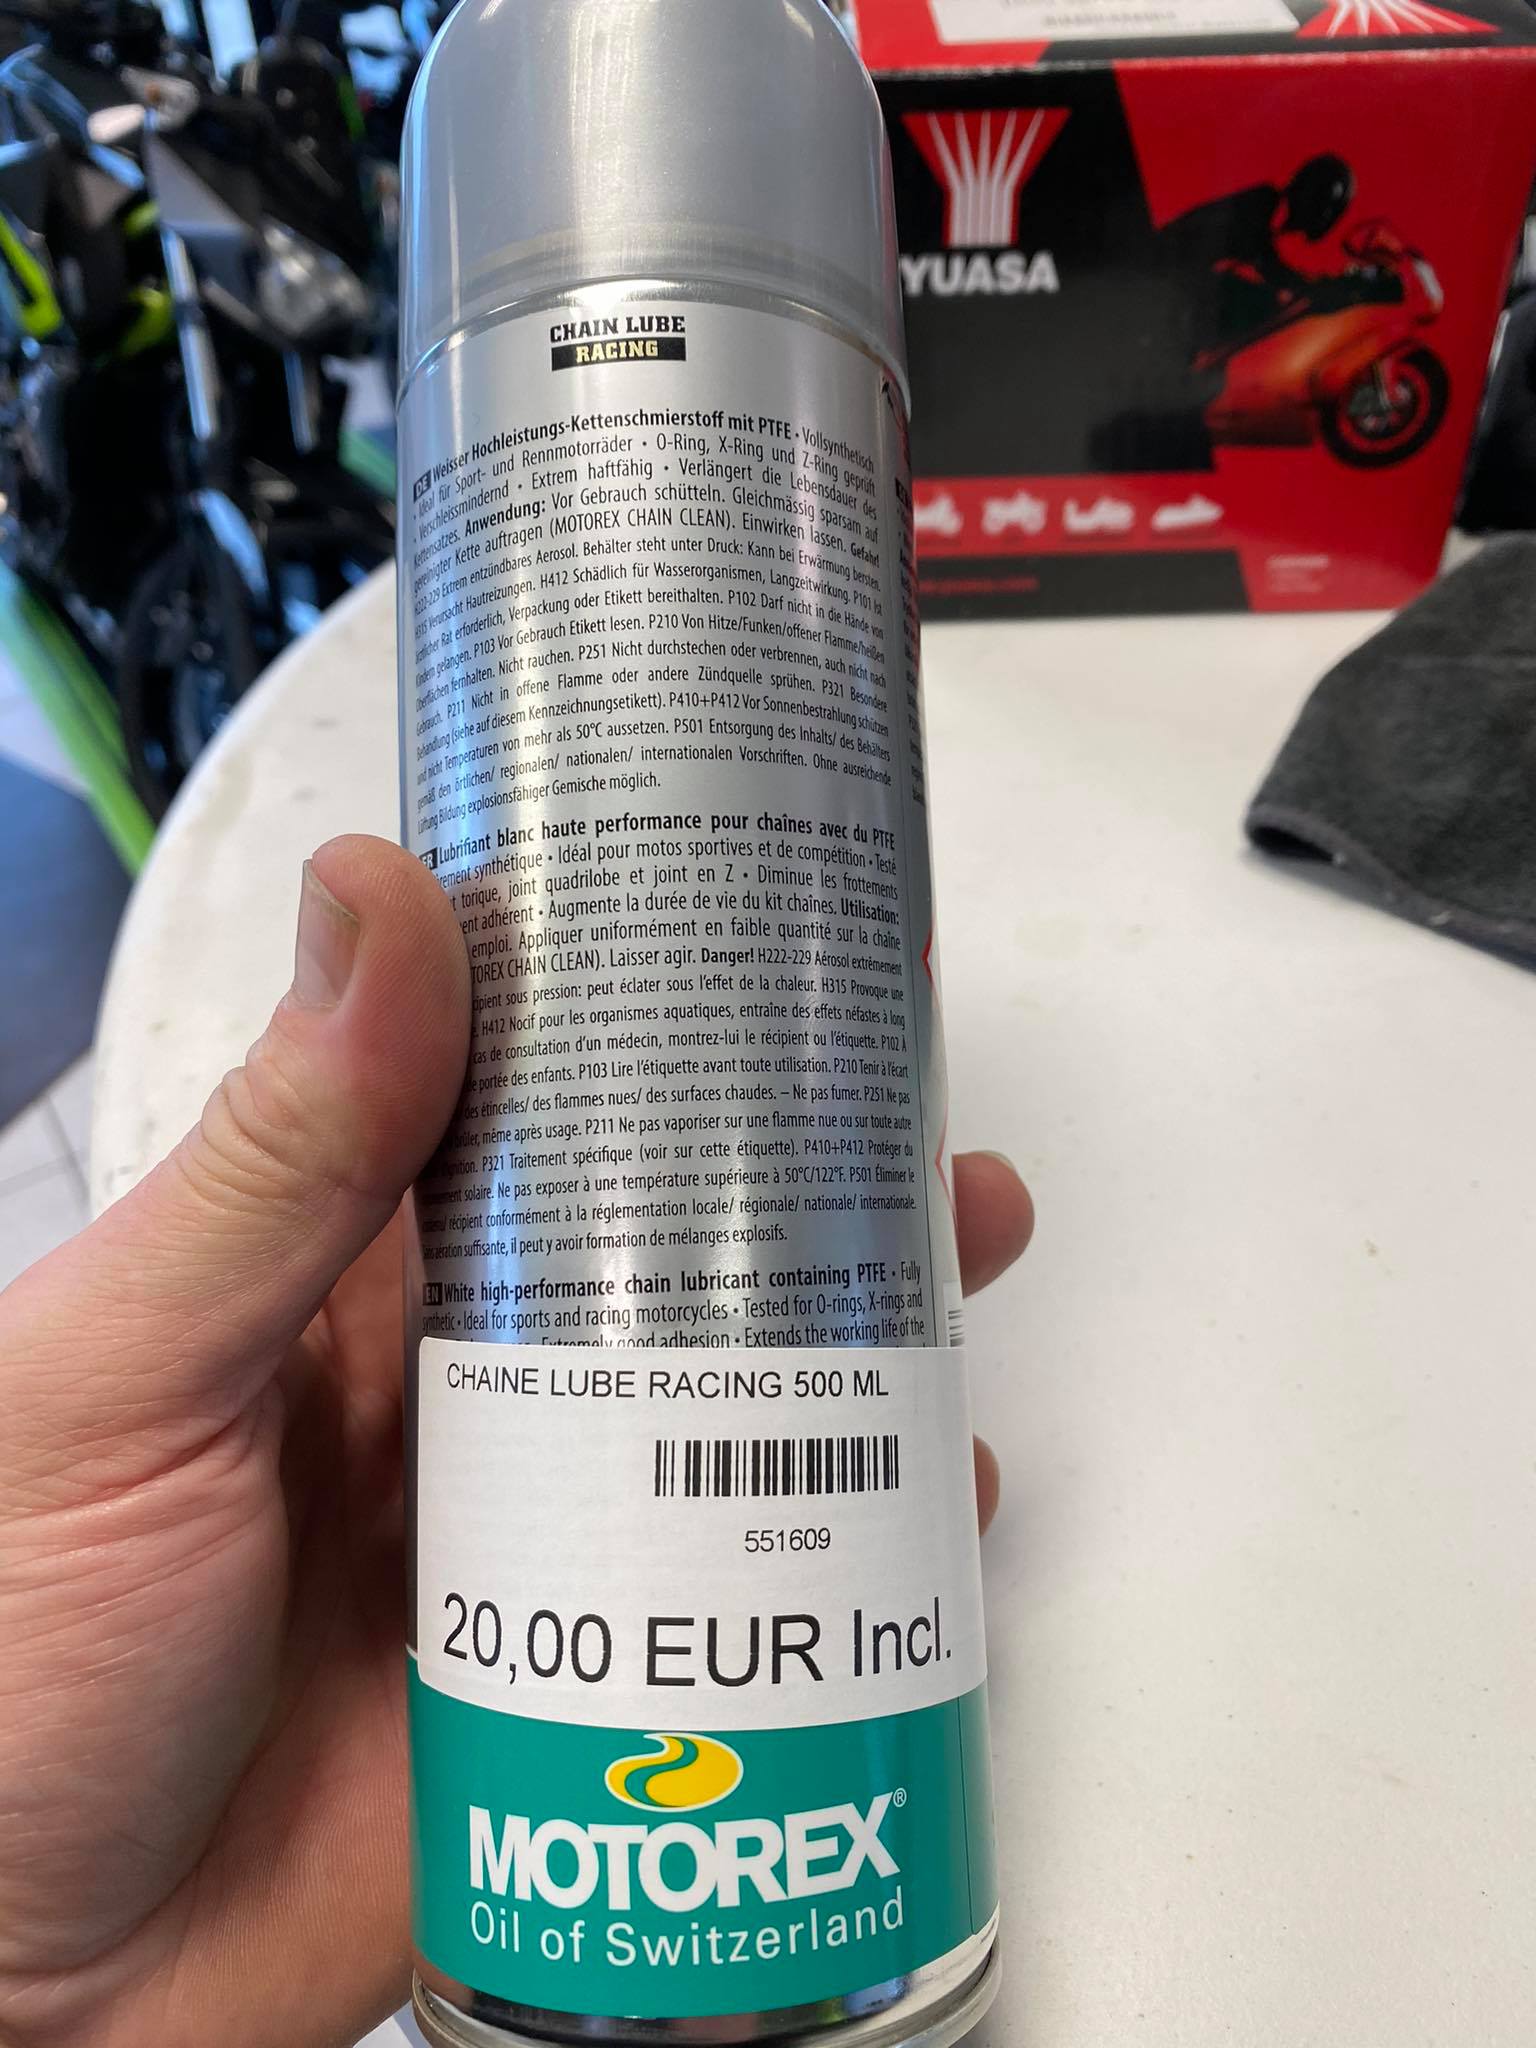 YUASA
CHAIN LUBE
RACING
DE Weisser Hochleistungs-Kettenschmierstoff mit PTFE • Vollsynthetisch
• Ideal für Sport- und Rennmotorräder • O-Ring, X-Ring und Z-Ring geprüft
• Verschleissmindernd • Extrem haftfähig • Verlängert die Lebensdauer des
Kettensatzes. Anwendung: Vor Gebrauch schütteln. Gleichmässig sparsam auf
gereinigter Kette auftragen (MOTOREX CHAIN CLEAN). Einwirken lassen. Gefahr!
H222-229 Extrem entzündbares Aerosol. Behälter steht unter Druck: Kann bei Erwärmung bersten.
H315 Verursacht Hautreizungen. H412 Schädlich für Wasserorganismen, Langzeitwirkung. P101 Ist
ärztlicher Rat erforderlich, Verpackung oder Etikett bereithalten. P102 Darf nicht in die Hände von
Kindern gelangen. P103 Vor Gebrauch Etikett lesen. P210 Von Hitze/Funken/offener Flamme/heißen
Oberflächen fernhalten. Nicht rauchen. P251 Nicht durchstechen oder verbrennen, auch nicht nach
Gebrauch. P211 Nicht in offene Flamme oder andere Zündquelle sprühen. P321 Besondere
Behandlung (siehe auf diesem Kennzeichnungsetikett). P410+P412 Vor Sonnenbestrahlung schützen
und nicht Temperaturen von mehr als 50°C aussetzen. P501 Entsorgung des Inhalts/ des Behälters
gemäß den örtlichen/ regionalen/ nationalen/ internationalen Vorschriften. Ohne ausreichende
Lüftung Bildung explosionsfähiger Gemische möglich.
FR Lubrifiant blanc haute performance pour chaînes avec du PTFE
synthétique • Idéal pour motos sportives et de compétition • Testé
torique, joint quadrilobe et joint en Z • Diminue les frottements
adhérent • Augmente la durée de vie du kit chaînes. Utilisation:
emploi. Appliquer uniformément en faible quantité sur la chaîne
CHAIN CLEAN). Laisser agir. Danger! H222-229 Aérosol extrêmement
sous pression: peut éclater sous l'effet de la chaleur. H315 Provoque une
H412 Nocif pour les organismes aquatiques, entraîne des effets néfastes à long
cas de consultation d'un médecin, montrez-lui le récipient ou l'étiquette. P102 À
portée des enfants. P103 Lire l'étiquette avant toute utilisation. P210 Tenir à l'écart
des étincelles/ des flammes nues/ des surfaces chaudes. – Ne pas fumer. P251 Ne pas
brûler, même après usage. P211 Ne pas vaporiser sur une flamme nue ou sur toute autre
P321 Traitement spécifique (voir sur cette étiquette). P410+P412 Protéger du
solaire. Ne pas exposer à une température supérieure à 50°C/122°F. P501 Éliminer le
récipient conformément à la réglementation locale/ régionale/ nationale/ internationale.
aération suffisante, il peut y avoir formation de mélanges explosifs.
EN White high-performance chain lubricant containing PTFE • Fully
synthetic • Ideal for sports and racing motorcycles • Tested for O-rings, X-rings and
Extremely good adhesion • Extends the working life of the
CHAINE LUBE RACING 500 ML
551609
20,00 EUR Incl.
MOTOREX®
Oil of Switzerland